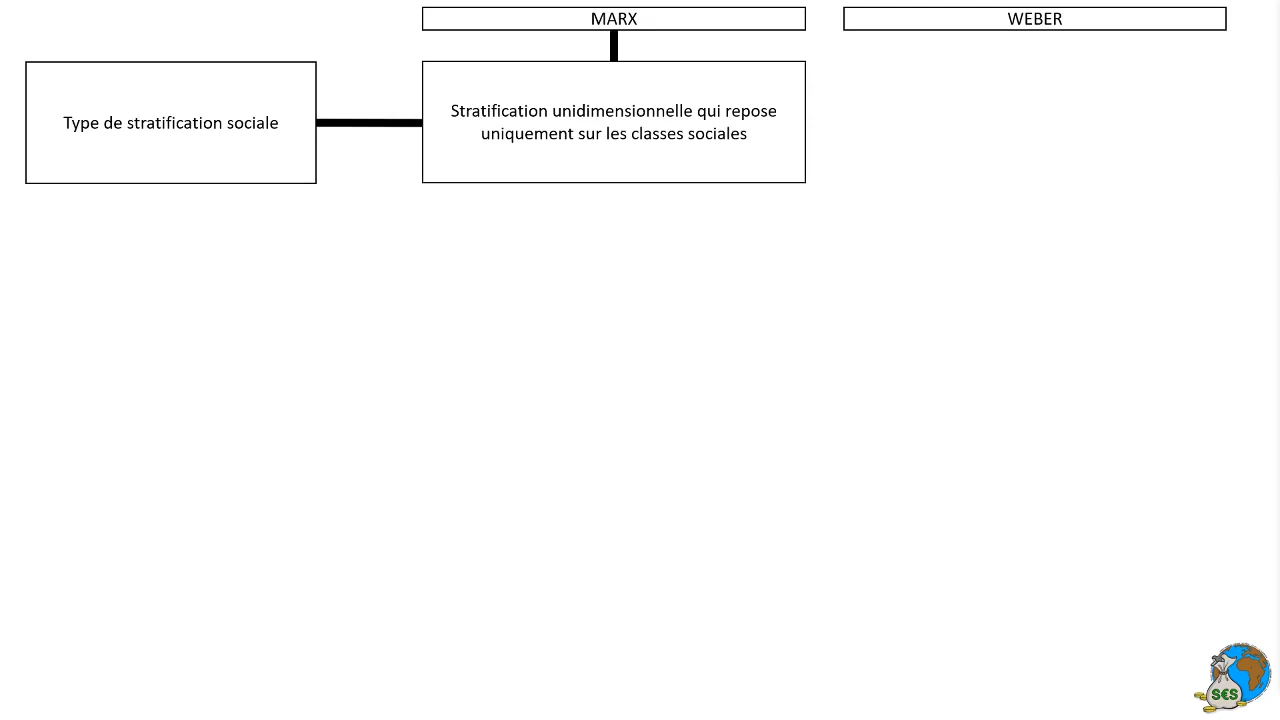 MARX
WEBER
Type de stratification sociale
Stratification unidimensionnelle qui repose
uniquement sur les classes sociales
S€S